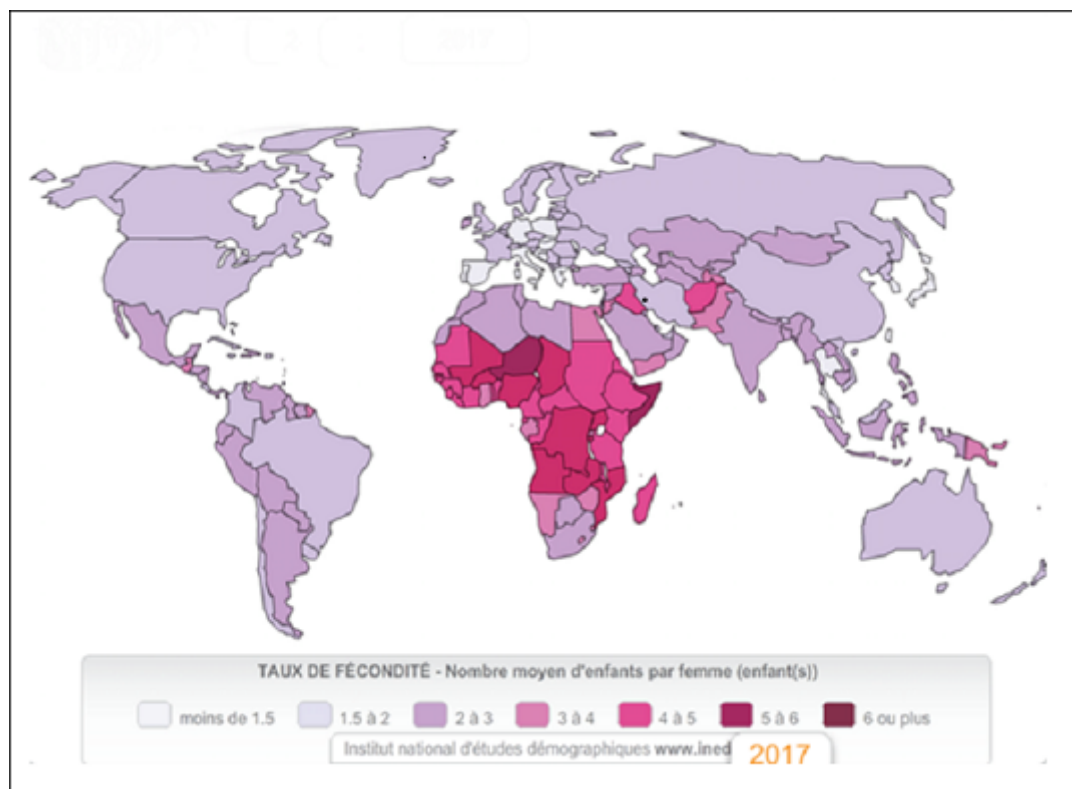 2017
TAUX DE FÉCONDITÉ - Nombre moyen d'enfants par femme (enfant(s))
moins de 1.5 1.5 à 2 2 à 3 3 à 4 4 à 5 5 à 6 6 ou plus
Institut national d'études démographiques www.ined
2017